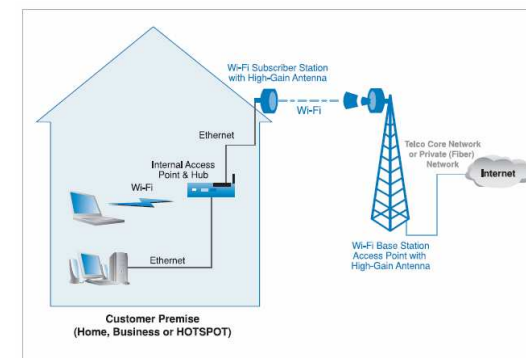 Wi-Fi Subscriber Station
with High-Gain Antenna
Wi-Fi
Ethernet
Telco Core Network
or Private (Fiber)
Network
Internet
Internal Access
Point & Hub
Wi-Fi
Ethernet
Wi-Fi Base Station
Access Point with
High-Gain Antenna
Customer Premise
(Home, Business or HOTSPOT)